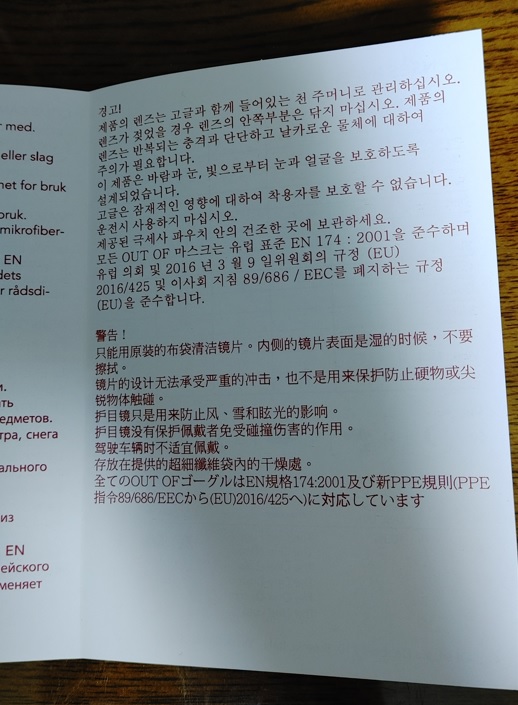 r med.
eller slag
net for bruk
bruk.
mikrofiber-
EN
dets
r rådsdi-
и.
ть
едметов.
тра, снега
ального
из
EN
ейского
меняет
경고!
제품의 렌즈는 고글과 함께 들어있는 천 주머니로 관리하십시오.
렌즈가 젖었을 경우 렌즈의 안쪽부분은 닦지 마십시오. 제품의
렌즈는 반복되는 충격과 단단하고 날카로운 물체에 대하여
주의가 필요합니다.
이 제품은 바람과 눈, 빛으로부터 눈과 얼굴을 보호하도록
설계되었습니다.
고글은 잠재적인 영향에 대하여 착용자를 보호할 수 없습니다.
운전시 사용하지 마십시오.
제공된 극세사 파우치 안의 건조한 곳에 보관하세요.
모든 OUT OF 마스크는 유럽 표준 EN 174 : 2001을 준수하며
유럽 의회 및 2016 년 3 월 9 일위원회의 규정 (EU)
2016/425 및 이사회 지침 89/686 / EEC를 폐지하는 규정
(EU)을 준수합니다.
警告！
只能用原裝的布袋清洁镜片。内侧的镜片表面是湿的时候，不要
擦拭。
镜片的设计无法承受严重的冲击，也不是用来保护防止硬物或尖
锐物体触碰。
护目镜只是用来防止风、雪和眩光的影响。
护目镜没有保护佩戴者免受碰撞伤害的作用。
驾驶车辆时不适宜佩戴。
存放在提供的超細纖維袋內的干燥處。
全てのOUT OFゴーグルはEN規格174:2001及び新PPE規則(PPE
指令89/686/EECから(EU)2016/425へ)に対応しています